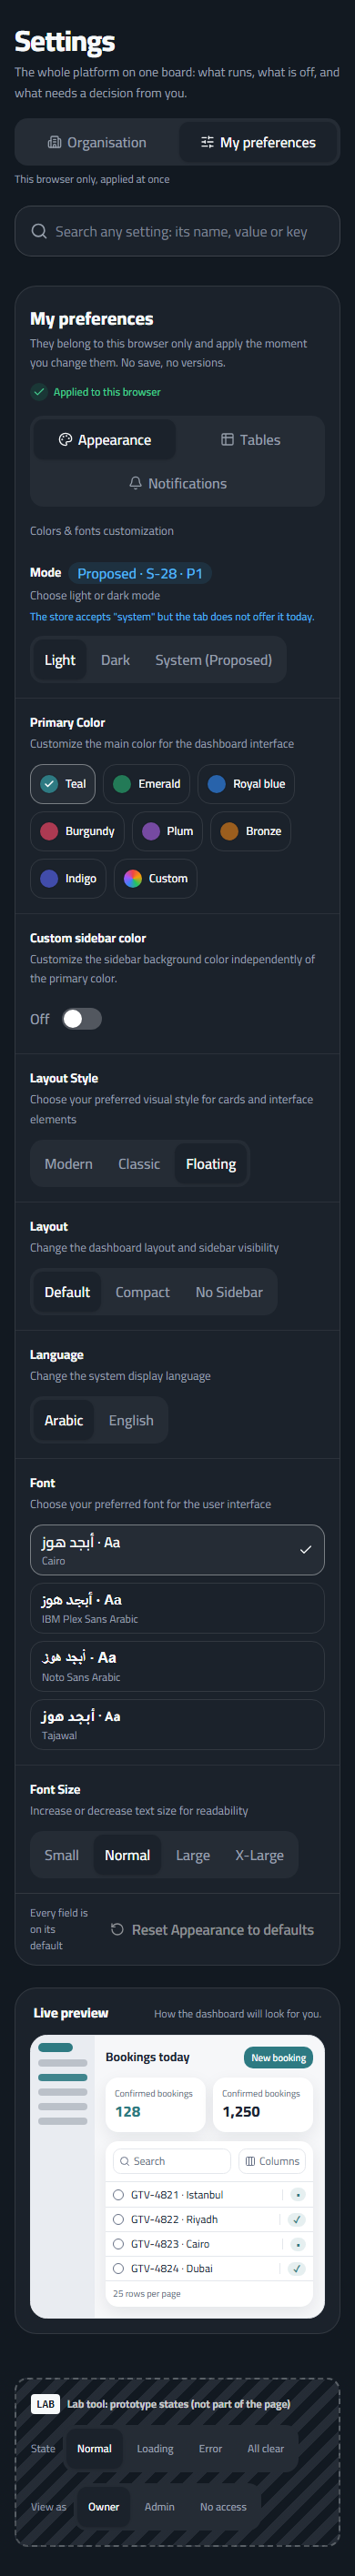 Settings
The whole platform on one board: what runs, what is off, and
what needs a decision from you.
Organisation
My preferences
This browser only, applied at once
Search any setting: its name, value or key
My preferences
They belong to this browser only and apply the moment
you change them. No save, no versions.
Applied to this browser
Appearance
Tables
Notifications
Colors & fonts customization
Mode Proposed · S-28 · P1
Choose light or dark mode
The store accepts "system" but the tab does not offer it today.
Light Dark System (Proposed)
Primary Color
Customize the main color for the dashboard interface
Teal Emerald Royal blue
Burgundy Plum Bronze
Indigo Custom
Custom sidebar color
Customize the sidebar background color independently of
the primary color.
Off
Layout Style
Choose your preferred visual style for cards and interface
elements
Modern Classic Floating
Layout
Change the dashboard layout and sidebar visibility
Default Compact No Sidebar
Language
Change the system display language
Arabic English
Font
Choose your preferred font for the user interface
أبجد هوز · Aa
Cairo
أبجد هوز · Aa
IBM Plex Sans Arabic
أبجد هوز · Aa
Noto Sans Arabic
أبجد هوز · Aa
Tajawal
Font Size
Increase or decrease text size for readability
Small Normal Large X-Large
Every field is
on its
default
Reset Appearance to defaults
Live preview How the dashboard will look for you.
Bookings today New booking
Confirmed bookings Confirmed bookings
128 1,250
Search Columns
GTV-4821 · Istanbul
GTV-4822 · Riyadh
GTV-4823 · Cairo
GTV-4824 · Dubai
25 rows per page
LAB Lab tool: prototype states (not part of the page)
State Normal Loading Error All clear
View as Owner Admin No access